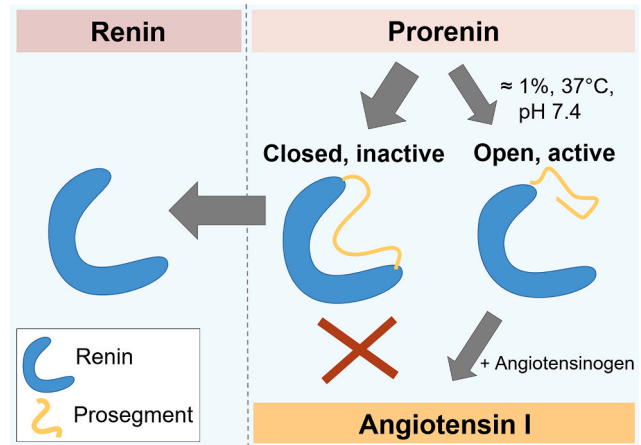 Renin
Prorenin
≈ 1%, 37°C,
pH 7.4
Closed, inactive
Open, active
Renin
Prosegment
+ Angiotensinogen
Angiotensin I